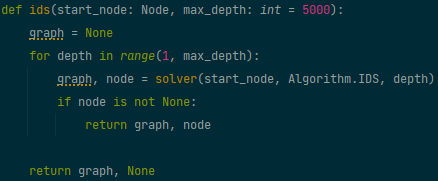 def ids(start_node: Node, max_depth: int = 5000):
    graph = None
    for depth in range(1, max_depth):
        graph, node = solver(start_node, Algorithm.IDS, depth)
        if node is not None:
            return graph, node
    return graph, None